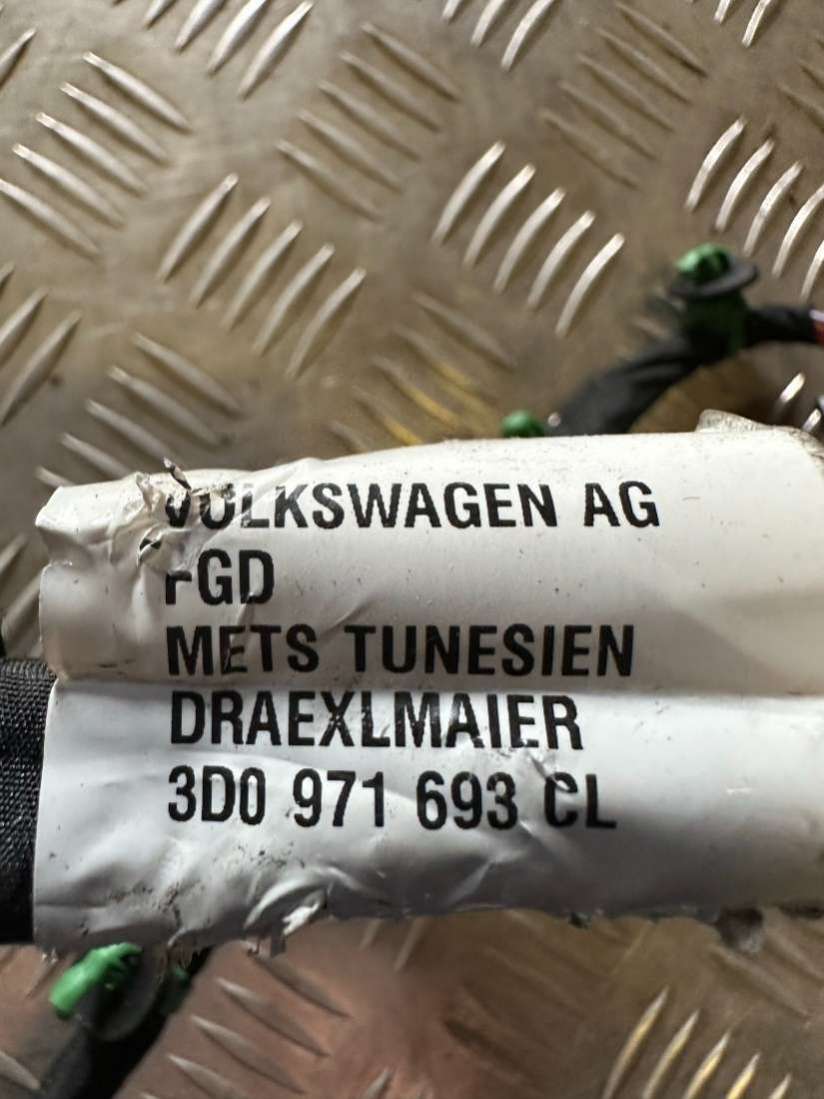 VOLKSWAGEN AG
FGD
METS TUNESIEN
DRAEXLMAIER
3D0 971 693 CL